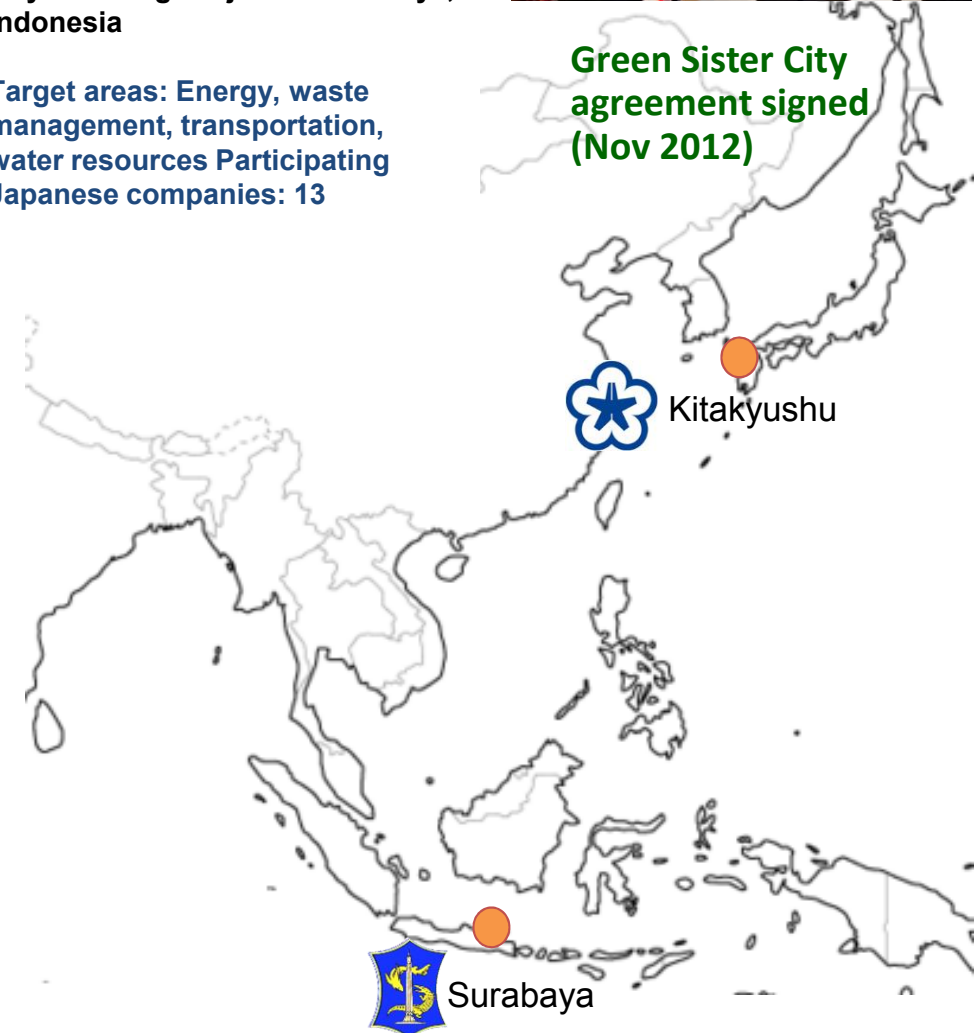 Indonesia
Target areas: Energy, waste
management, transportation,
water resources Participating
Japanese companies: 13
Green Sister City
agreement signed
(Nov 2012)
Kitakyushu
Surabaya